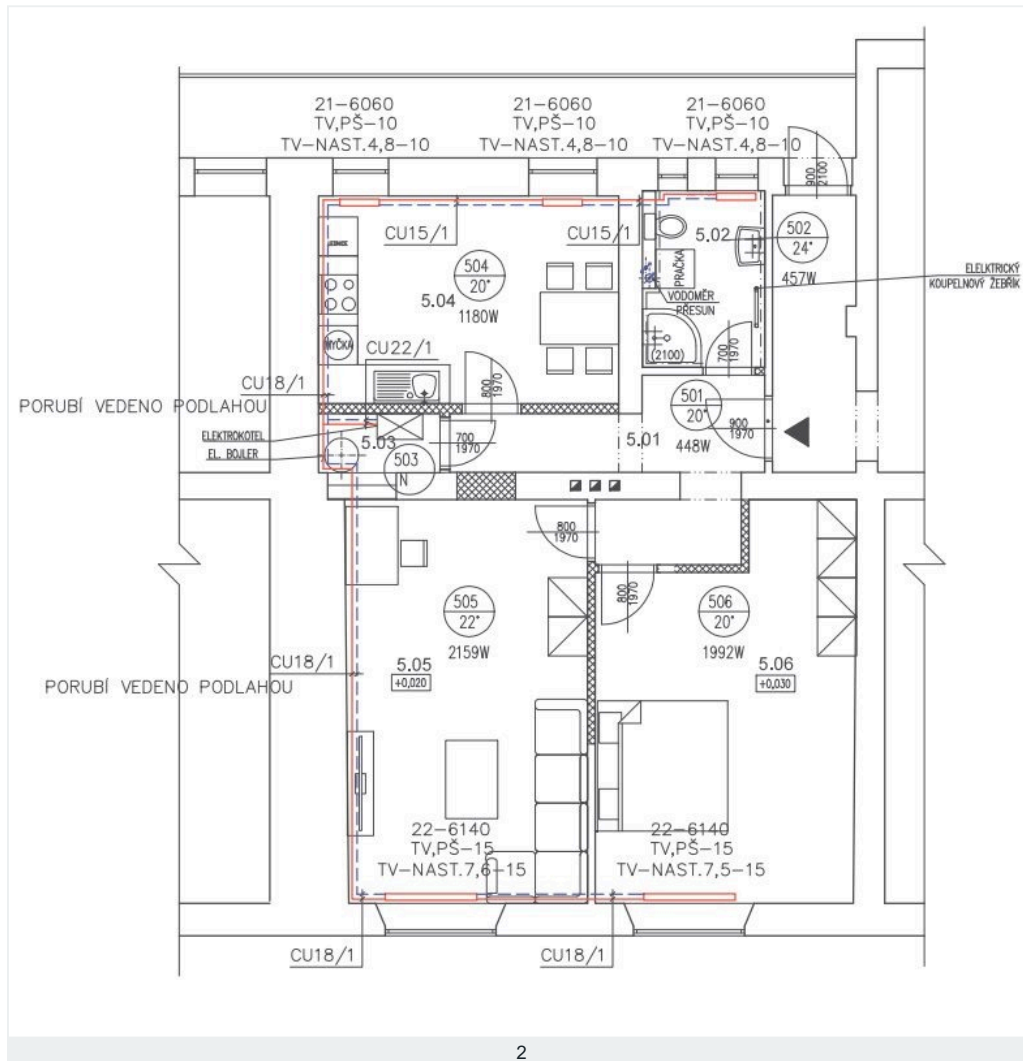 21-6060
TV,PŠ-10
TV-NAST.4,8-10
21-6060
TV,PŠ-10
TV-NAST.4,8-10
21-6060
TV,PŠ-10
TV-NAST.4,8-10
900
2100
CU15/1
CU15/1
504
20°
5.04
1180W
5.02
502
24°
457W
PRAČKA
VODOMĚR
PŘESUN
ELELKTRICKÝ
KOUPELNOVÝ ŽEBŘÍK
MYČKA
CU22/1
(2100)
700
1970
CU18/1
800
1970
PORUBÍ VEDENO PODLAHOU
501
20°
5.01
448W
900
1970
ELEKTROKOTEL
EL. BOJLER
5.03
503
N
700
1970
800
1970
800
1970
505
22°
2159W
506
20°
1992W
CU18/1
5.05
+0,020
5.06
+0,030
PORUBÍ VEDENO PODLAHOU
22-6140
TV,PŠ-15
TV-NAST.7,6-15
22-6140
TV,PŠ-15
TV-NAST.7,5-15
CU18/1
CU18/1
2